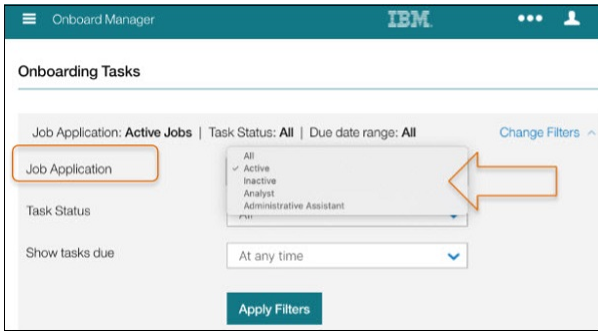 Onboard Manager IBM
Onboarding Tasks
Job Application: Active Jobs | Task Status: All | Due date range: All Change Filters
Job Application
All
✓ Active
Inactive
Analyst
Administrative Assistant
Task Status
All
Show tasks due At any time
Apply Filters